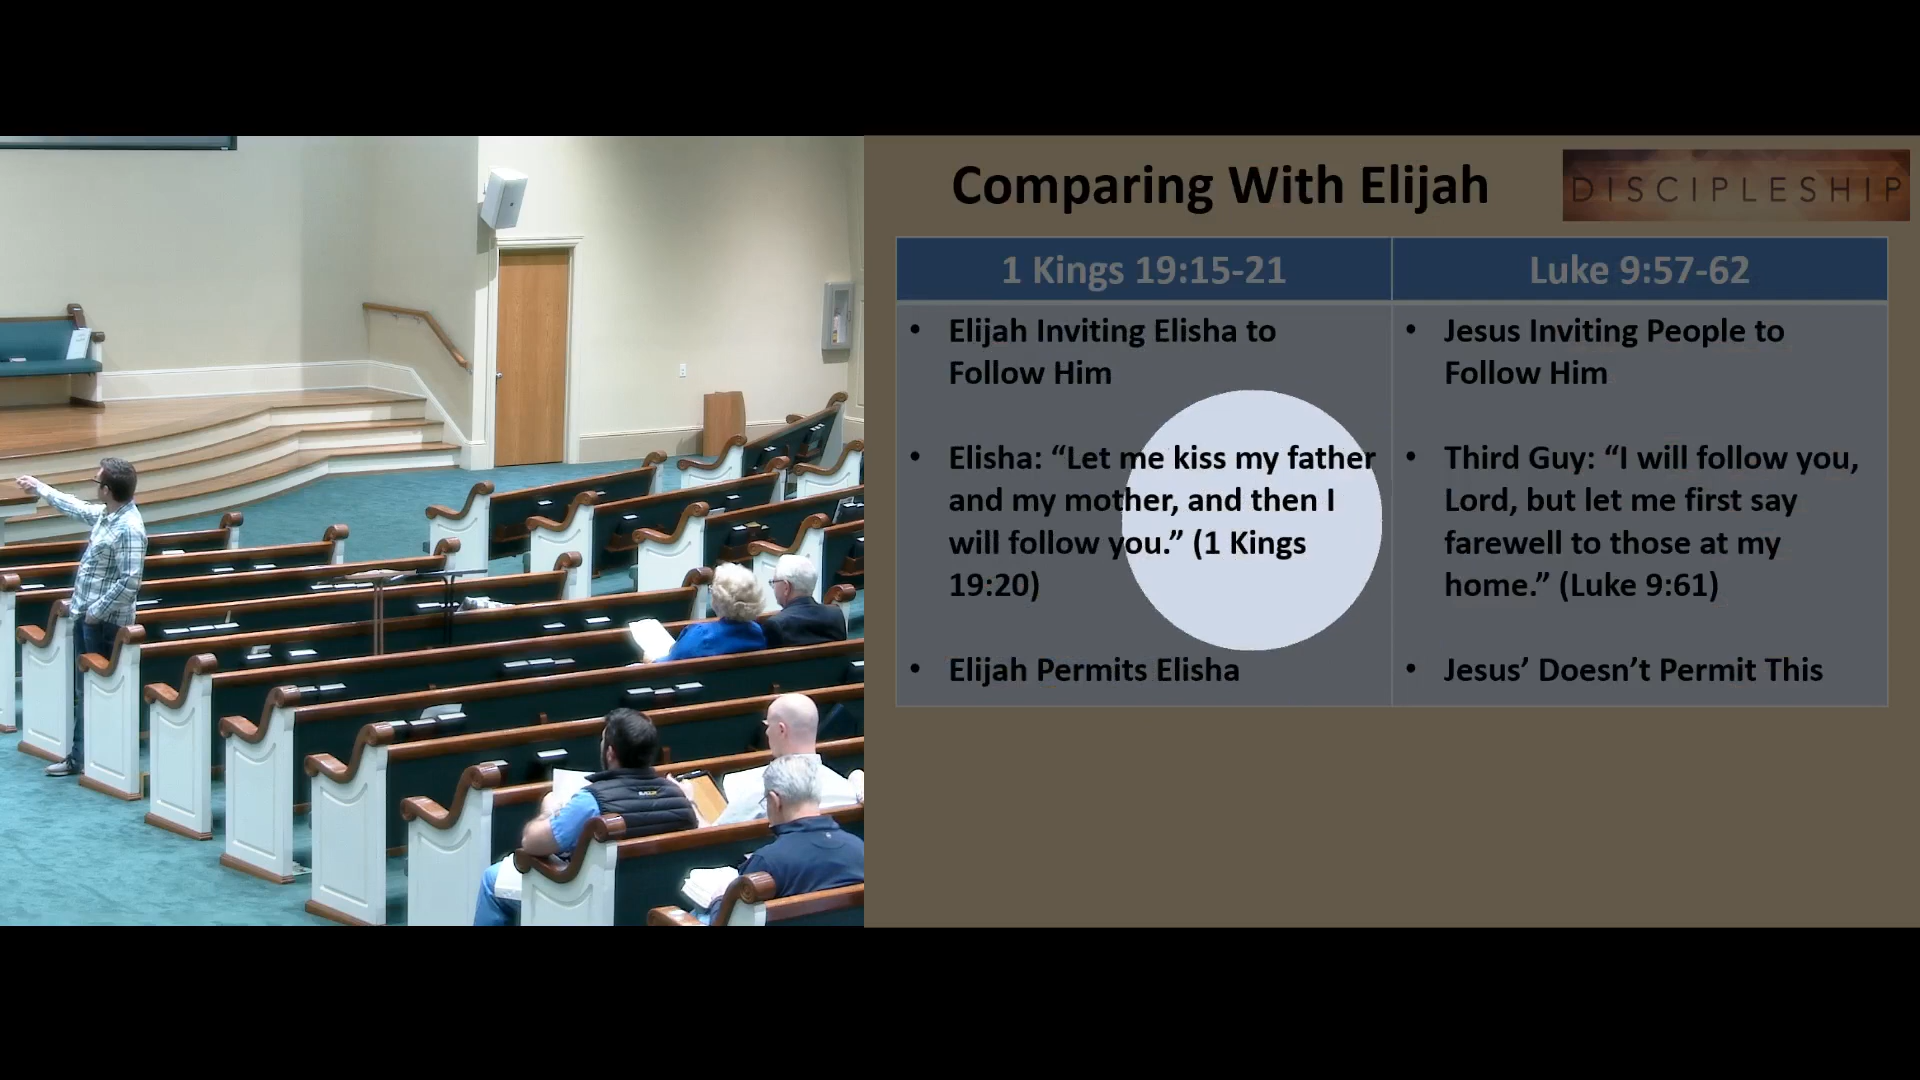 Comparing With Elijah
DISCIPLESHIP
1 Kings 19:15-21
Luke 9:57-62
• Elijah Inviting Elisha to
Follow Him
• Elisha: “Let me kiss my father
and my mother, and then I
will follow you.” (1 Kings
19:20)
• Elijah Permits Elisha
• Jesus Inviting People to
Follow Him
• Third Guy: “I will follow you,
Lord, but let me first say
farewell to those at my
home.” (Luke 9:61)
• Jesus’ Doesn’t Permit This